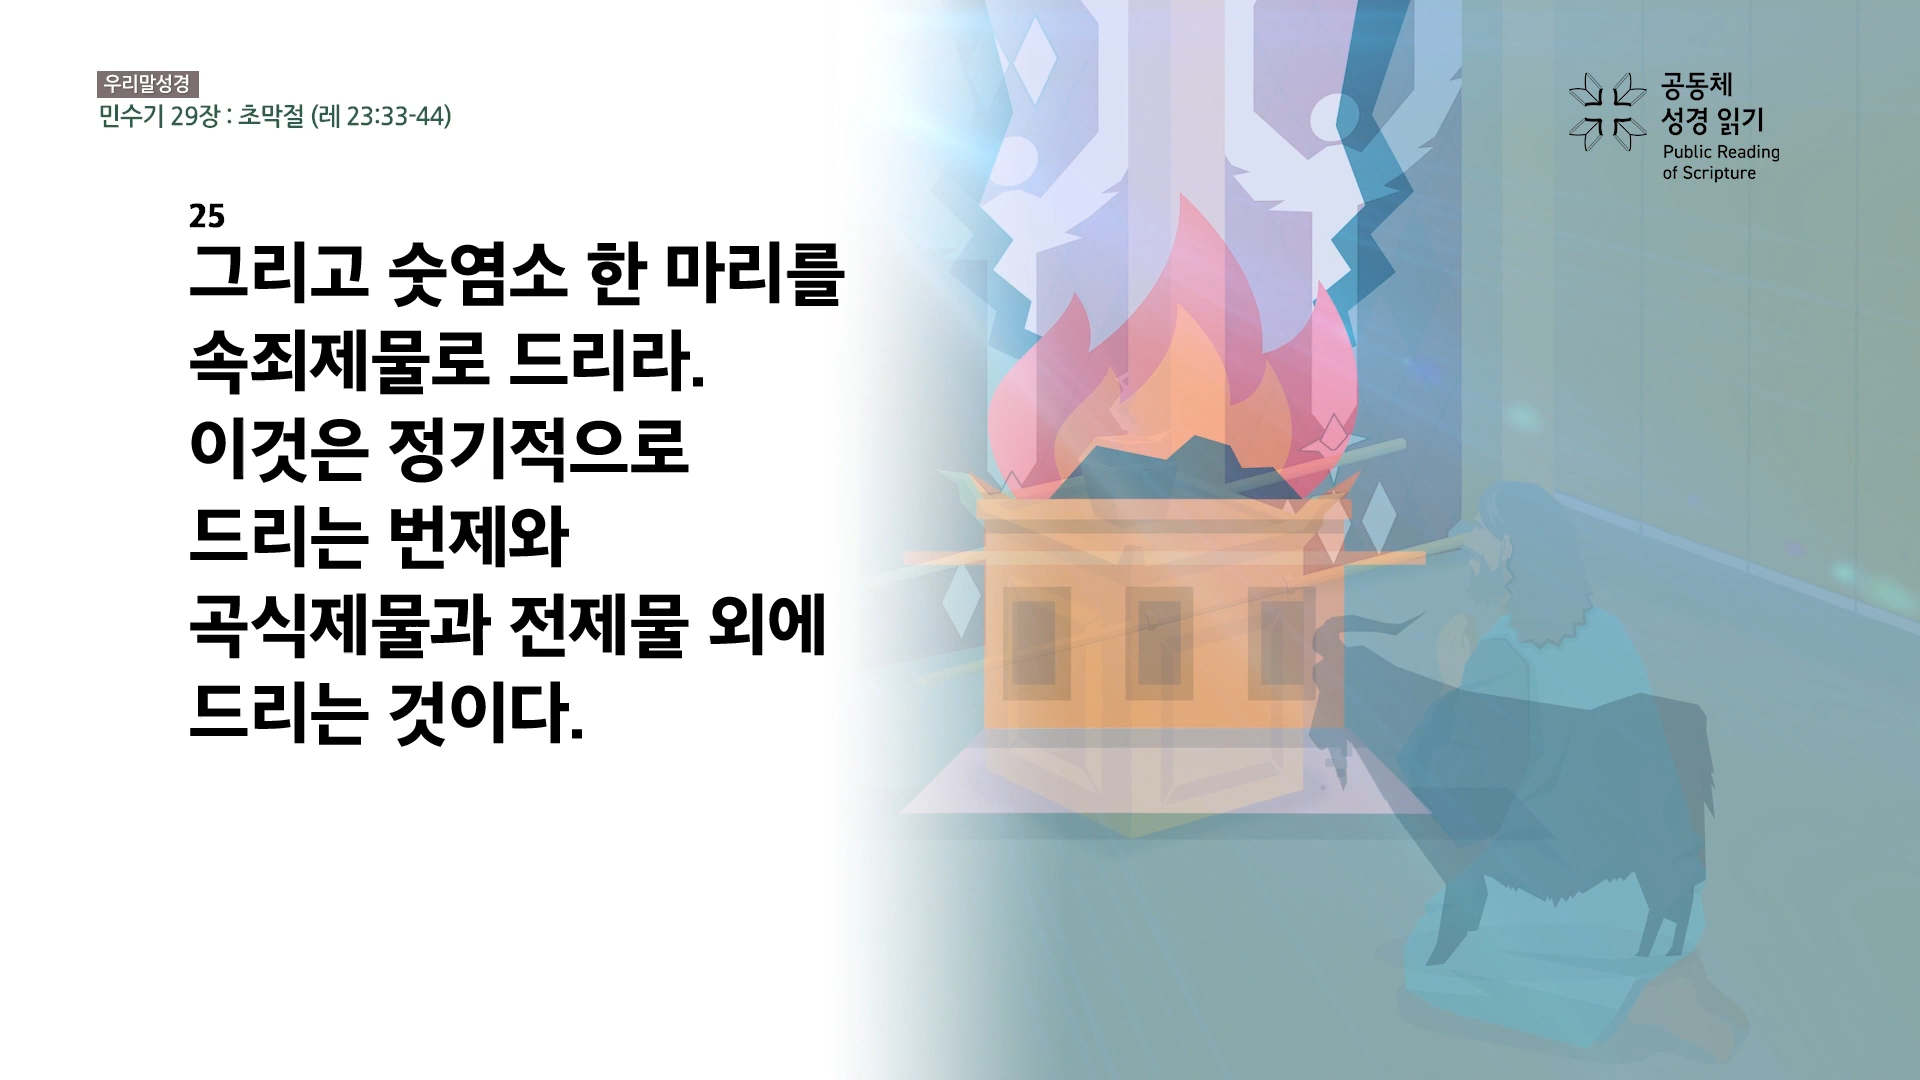 우리말성경
민수기 29장 : 초막절 (레 23:33-44)
공동체
성경 읽기
Public Reading
of Scripture
25
그리고 숫염소 한 마리를
속죄제물로 드리라.
이것은 정기적으로
드리는 번제와
곡식제물과 전제물 외에
드리는 것이다.